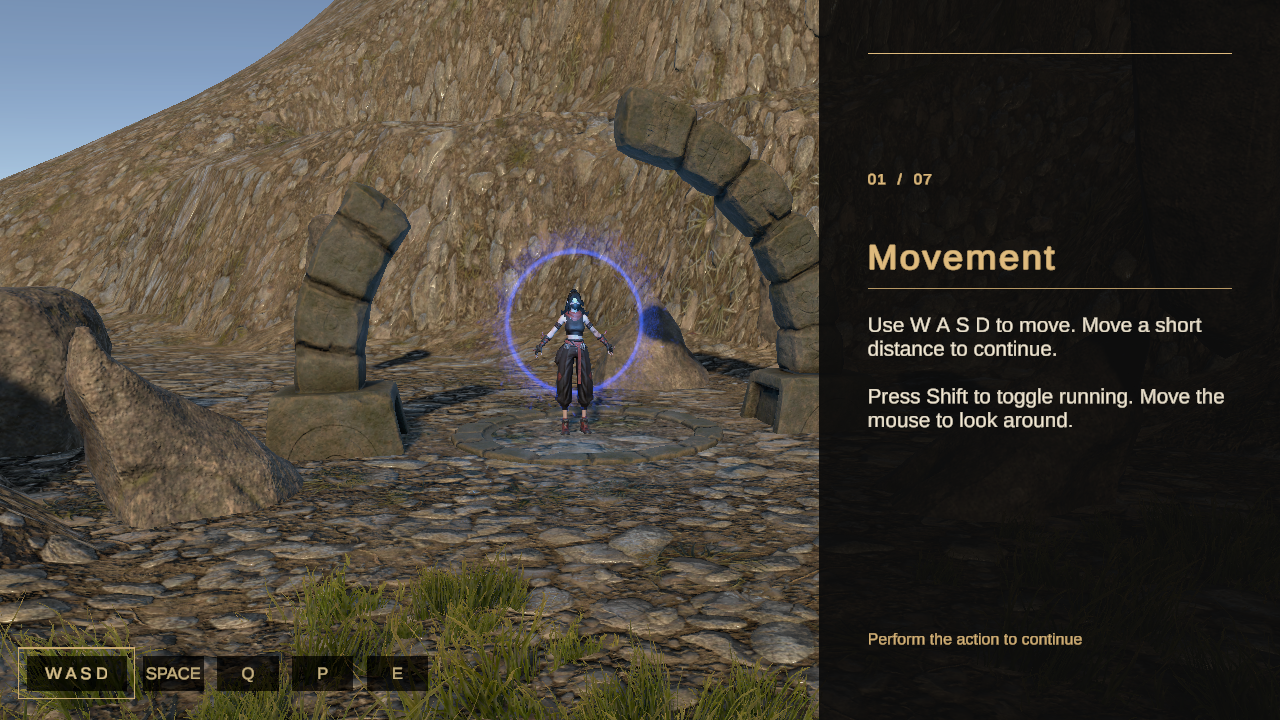 01 / 07
Movement
Use W A S D to move. Move a short
distance to continue.
Press Shift to toggle running. Move the
mouse to look around.
Perform the action to continue
WASD SPACE Q P E